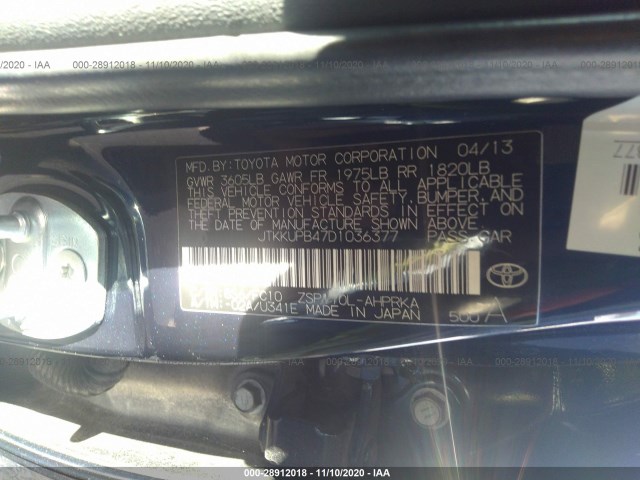 000-28912018 - 11/10/2020 - IAA
MFD.BY:TOYOTA MOTOR CORPORATION 04/13
GVWR 3605LB GAWR FR 1975LB RR 1820LB
THIS VEHICLE CONFORMS TO ALL APPLICABLE
FEDERAL MOTOR VEHICLE SAFETY, BUMPER, AND
THEFT PREVENTION STANDARDS IN EFFECT ON
THE DATE OF MANUFACTURE SHOWN ABOVE.
JTKKUPB47D1036377 PASS. CAR
ZSP110L-AHPRKA
/U341E MADE IN JAPAN 560 A
000-28912018 - 11/10/2020 - IAA